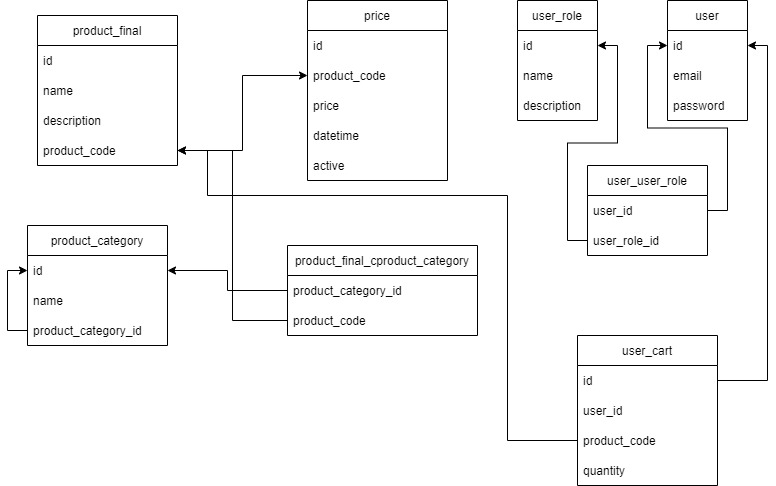 product_final
id
name
description
product_code
price
id
product_code
price
datetime
active
user_role
id
name
description
user
id
email
password
user_user_role
user_id
user_role_id
product_category
id
name
product_category_id
product_final_cproduct_category
product_category_id
product_code
user_cart
id
user_id
product_code
quantity